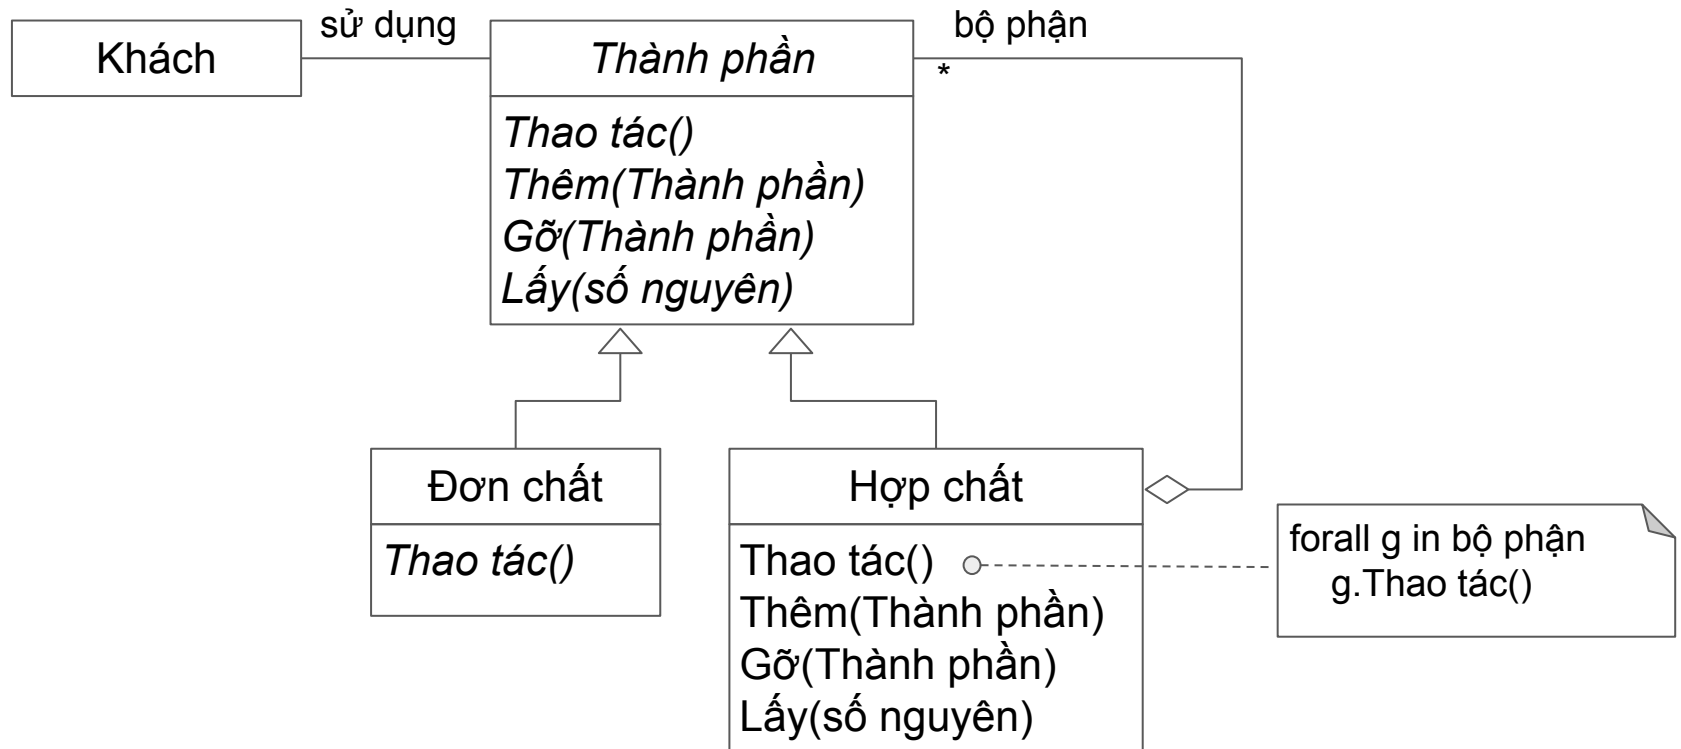 Khách
sử dụng
Thành phần
bộ phận
*
Thao tác()
Thêm(Thành phần)
Gỡ(Thành phần)
Lấy(số nguyên)
Đơn chất
Thao tác()
Hợp chất
Thao tác()
Thêm(Thành phần)
Gỡ(Thành phần)
Lấy(số nguyên)
forall g in bộ phận
g.Thao tác()